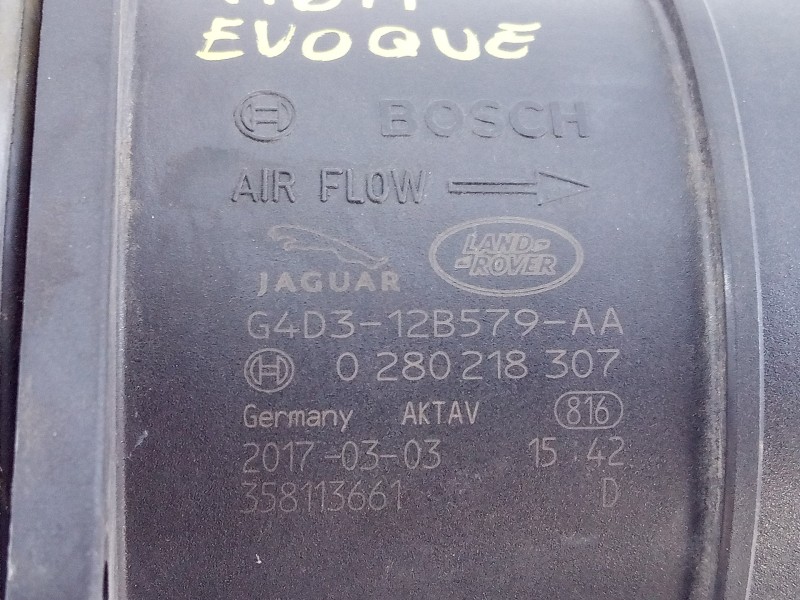 EVOQUE
BOSCH
AIR FLOW
JAGUAR LAND-ROVER
G4D3-12B579-AA
0 280 218 307
Germany AKTAV 816
2017-03-03 15:42
358113661 D